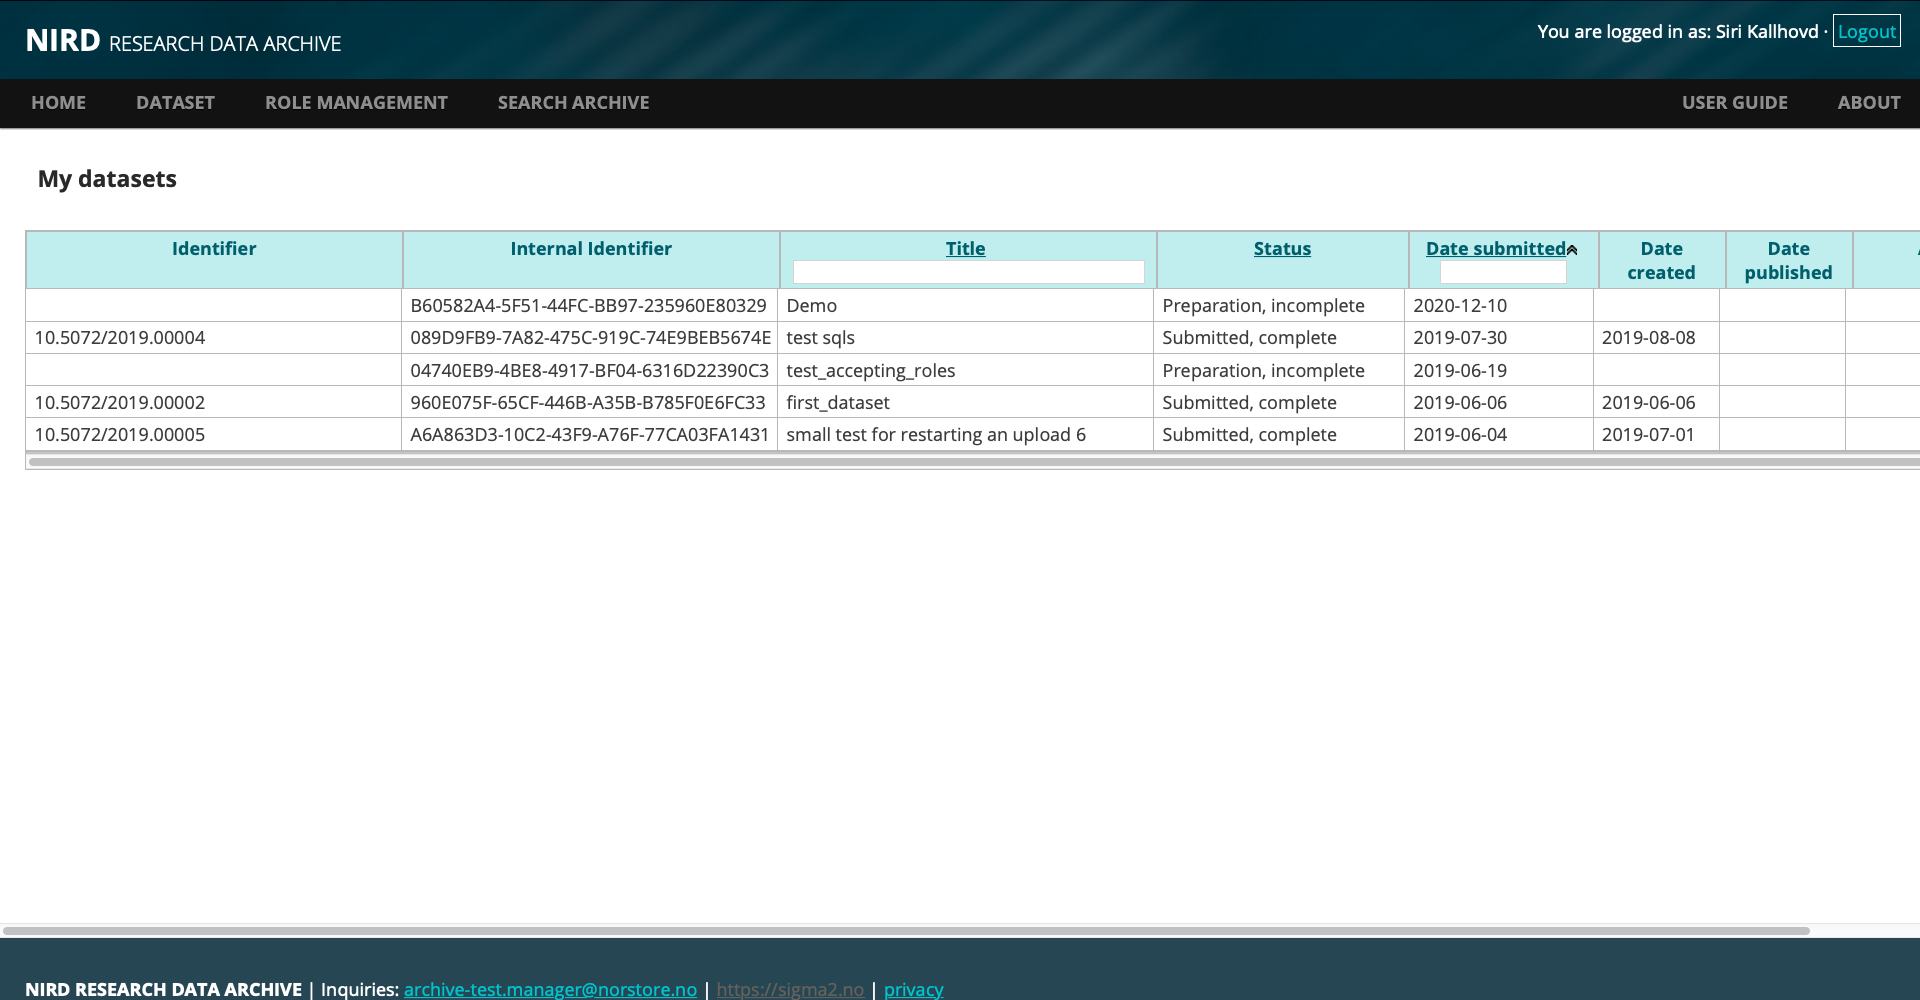 NIRD RESEARCH DATA ARCHIVE
You are logged in as: Siri Kallhovd · Logout
HOME DATASET ROLE MANAGEMENT SEARCH ARCHIVE USER GUIDE ABOUT
My datasets
Identifier Internal Identifier Title Status Date submitted Date created Date published
B60582A4-5F51-44FC-BB97-235960E80329 Demo Preparation, incomplete 2020-12-10
10.5072/2019.00004 089D9FB9-7A82-475C-919C-74E9BEB5674E test sqls Submitted, complete 2019-07-30 2019-08-08
04740EB9-4BE8-4917-BF04-6316D22390C3 test_accepting_roles Preparation, incomplete 2019-06-19
10.5072/2019.00002 960E075F-65CF-446B-A35B-B785F0E6FC33 first_dataset Submitted, complete 2019-06-06 2019-06-06
10.5072/2019.00005 A6A863D3-10C2-43F9-A76F-77CA03FA1431 small test for restarting an upload 6 Submitted, complete 2019-06-04 2019-07-01
NIRD RESEARCH DATA ARCHIVE | Inquiries: archive-test.manager@norstore.no | https://sigma2.no | privacy